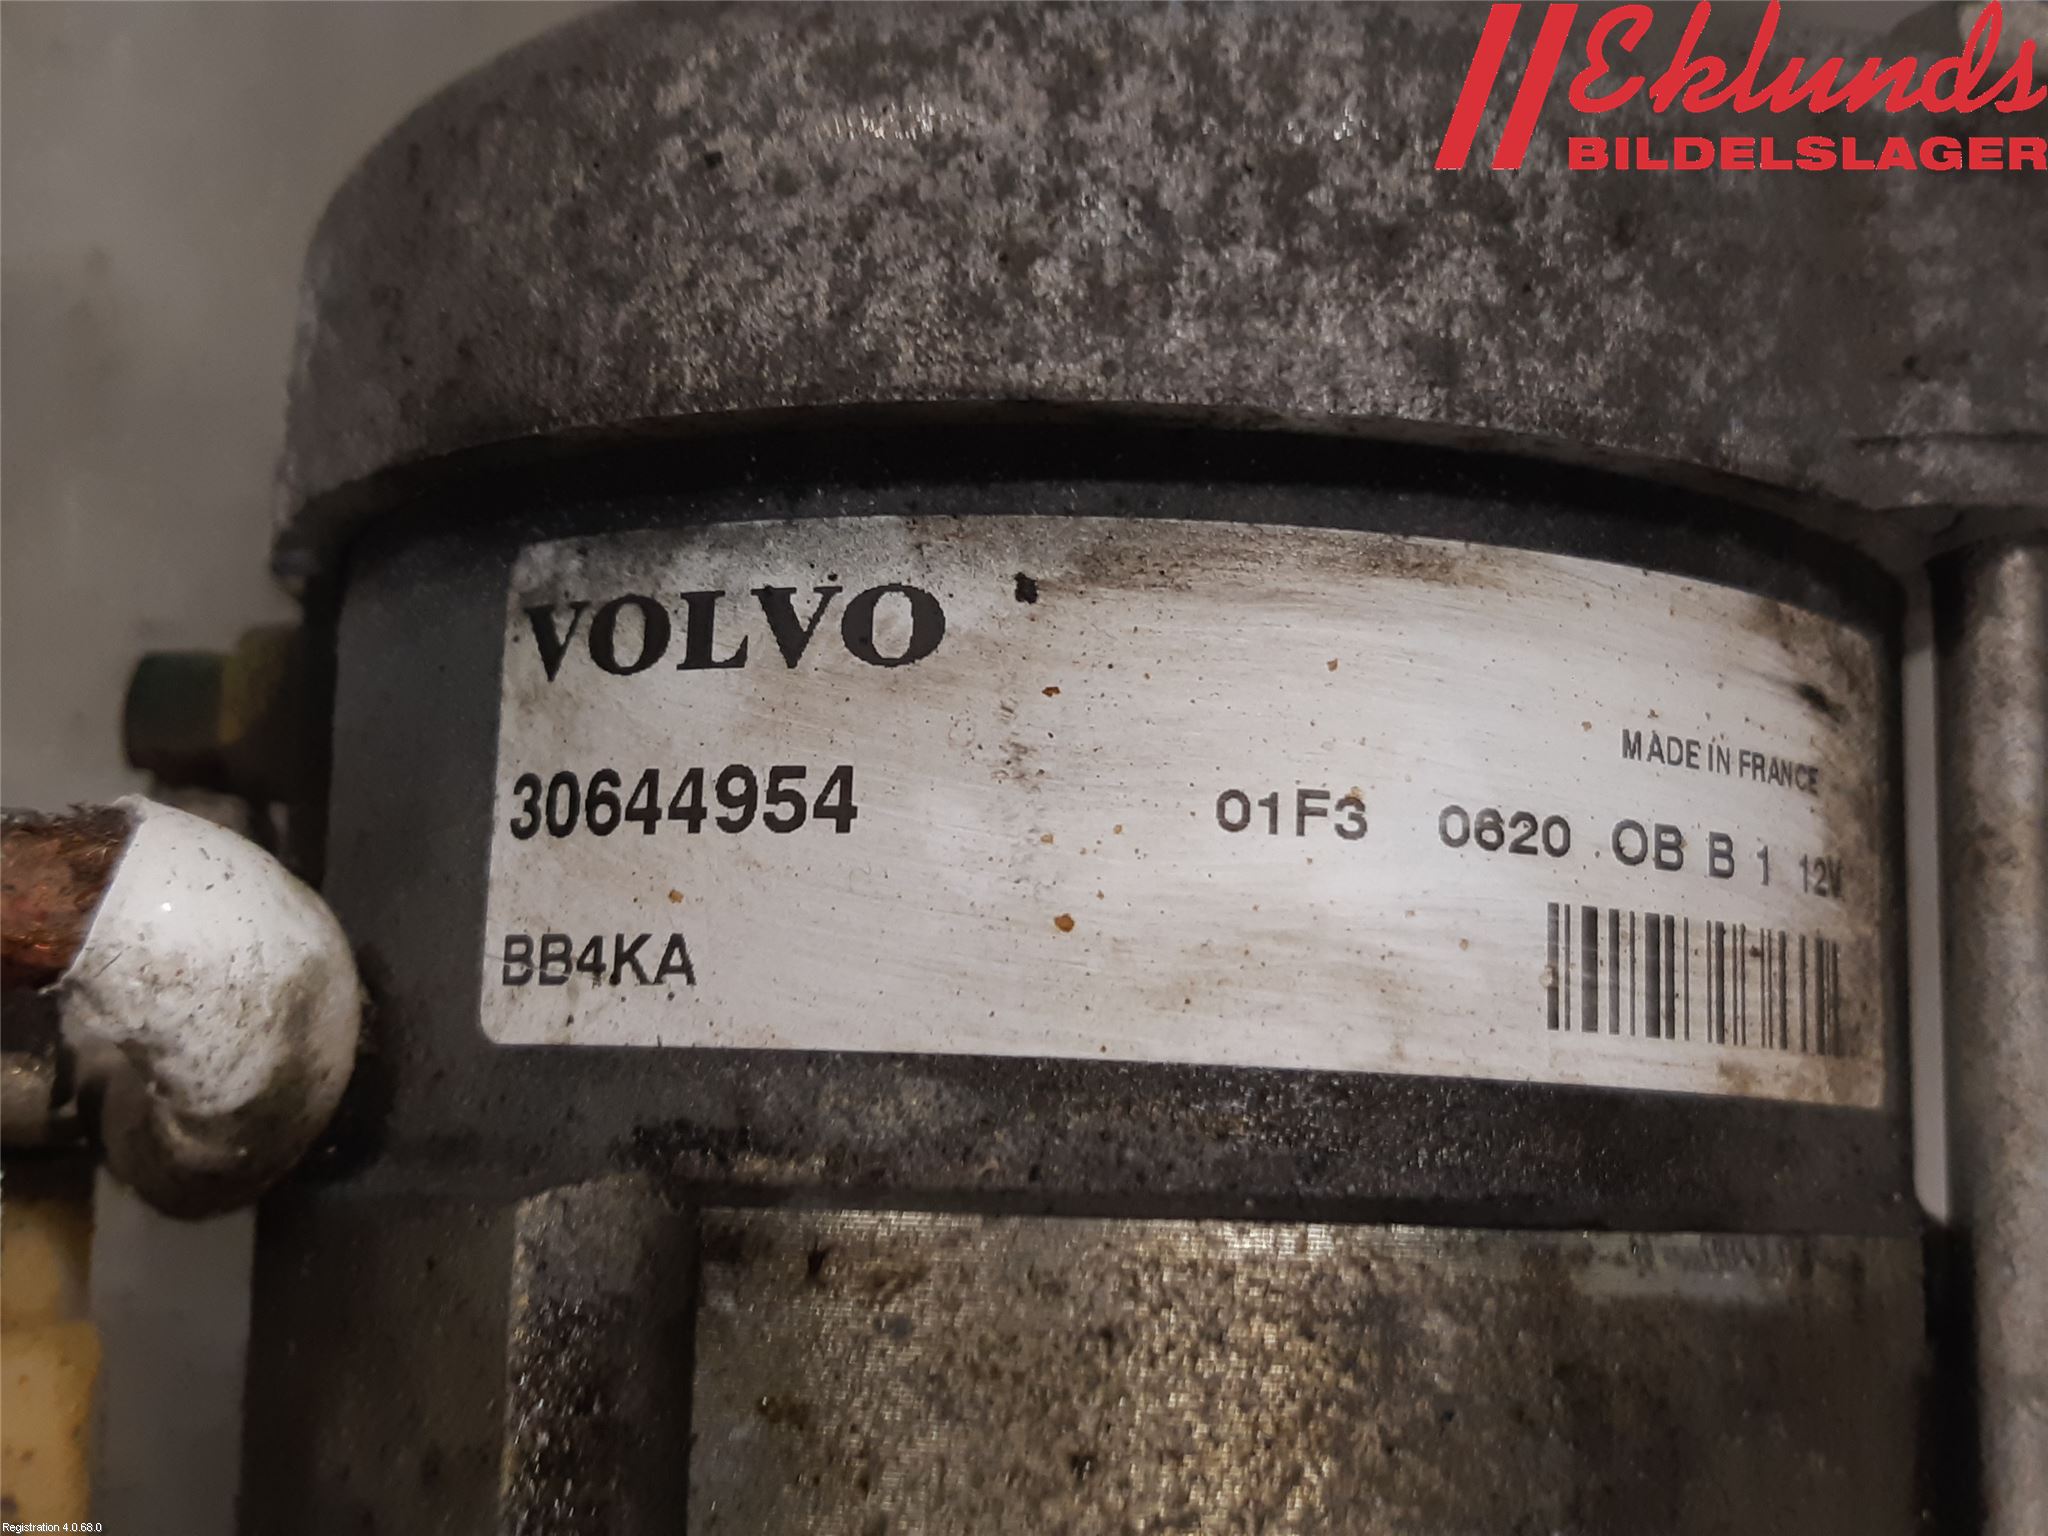 Eklunds
BILDELSLAGER
VOLVO
MADE IN FRANCE
30644954 01F3 0620 OB B 1 12V
BB4KA
Registration 4.0.68.0